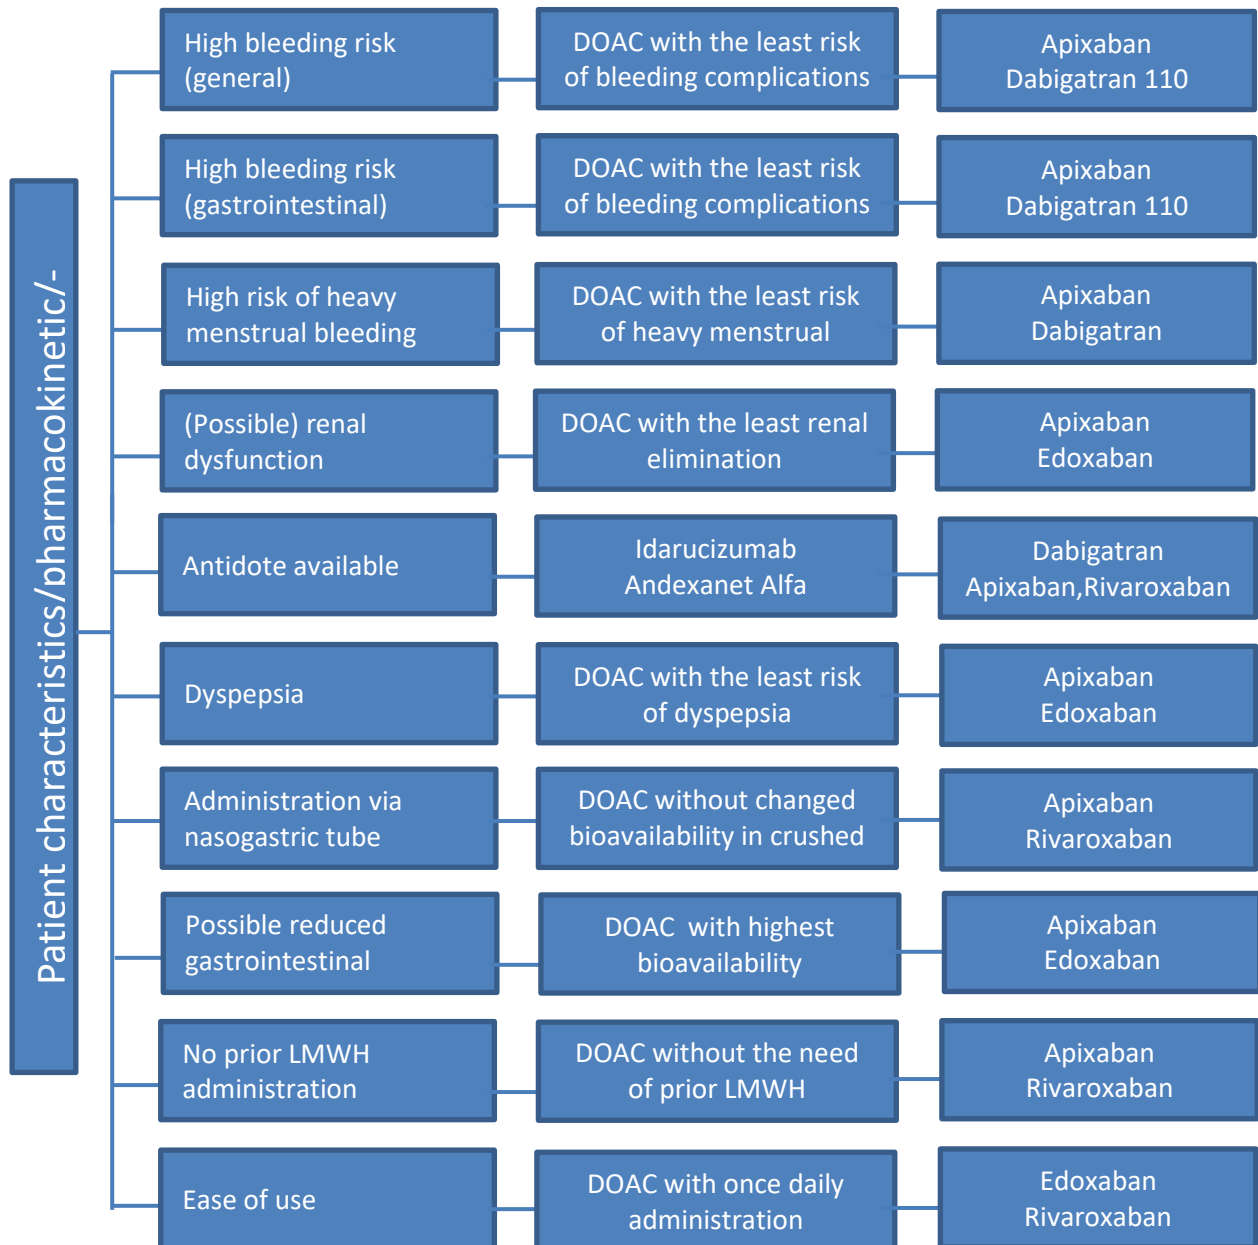 Patient characteristics/pharmacokinetic/-
High bleeding risk
(general)
DOAC with the least risk
of bleeding complications
Apixaban
Dabigatran 110
High bleeding risk
(gastrointestinal)
DOAC with the least risk
of bleeding complications
Apixaban
Dabigatran 110
High risk of heavy
menstrual bleeding
DOAC with the least risk
of heavy menstrual
Apixaban
Dabigatran
(Possible) renal
dysfunction
DOAC with the least renal
elimination
Apixaban
Edoxaban
Antidote available
Idarucizumab
Andexanet Alfa
Dabigatran
Apixaban,Rivaroxaban
Dyspepsia
DOAC with the least risk
of dyspepsia
Apixaban
Edoxaban
Administration via
nasogastric tube
DOAC without changed
bioavailability in crushed
Apixaban
Rivaroxaban
Possible reduced
gastrointestinal
DOAC with highest
bioavailability
Apixaban
Edoxaban
No prior LMWH
administration
DOAC without the need
of prior LMWH
Apixaban
Rivaroxaban
Ease of use
DOAC with once daily
administration
Edoxaban
Rivaroxaban